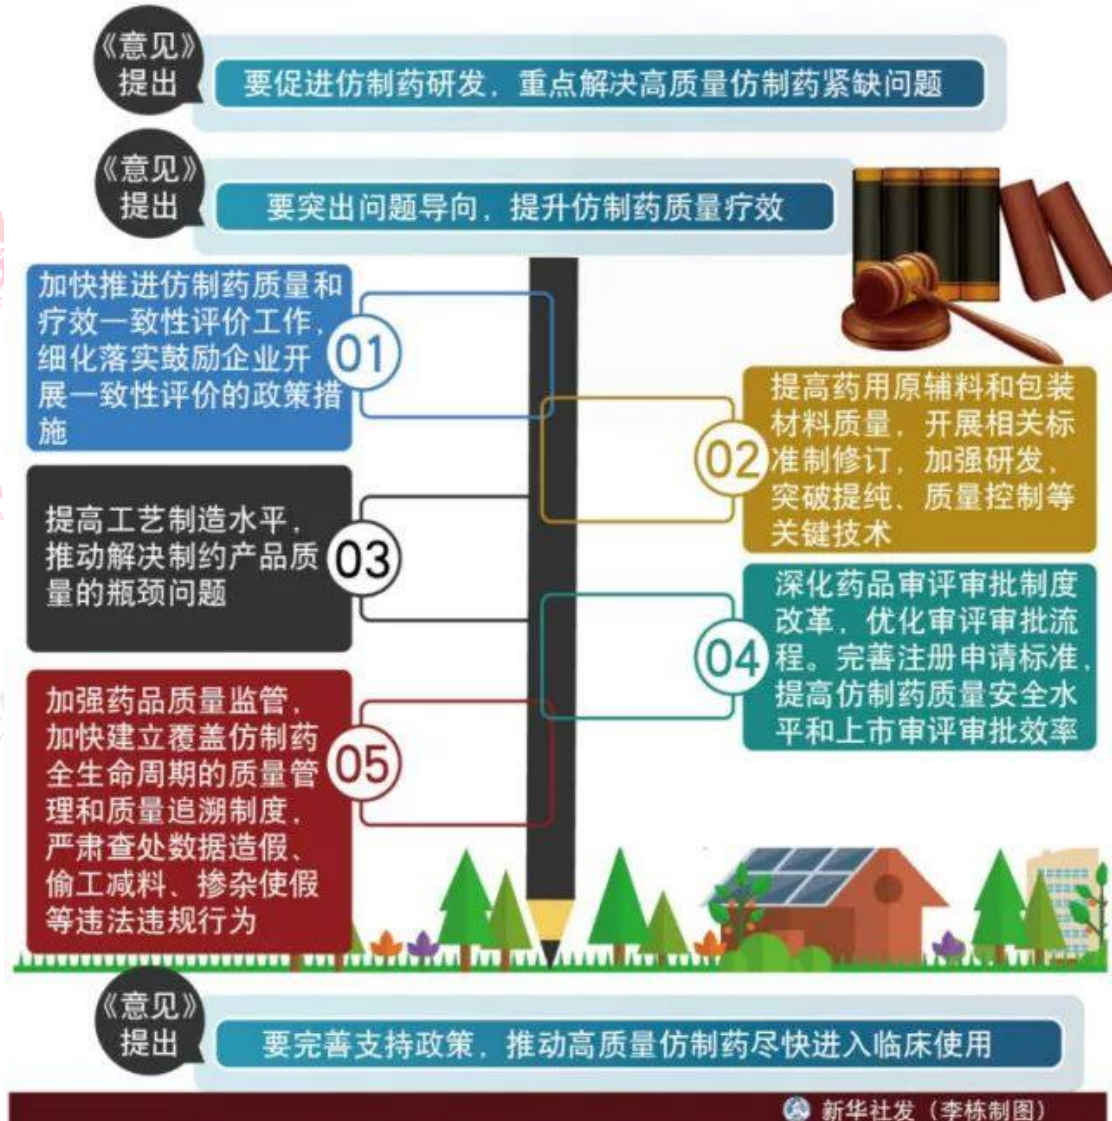 《意见》
提出
要促进仿制药研发，重点解决高质量仿制药紧缺问题
《意见》
提出
要突出问题导向，提升仿制药质量疗效
加快推进仿制药质量和
疗效一致性评价工作，
细化落实鼓励企业开
展一致性评价的政策措
施
01
提高药用原辅料和包装
材料质量，开展相关标
准制修订，加强研发，
突破提纯、质量控制等
关键技术
02
提高工艺制造水平，
推动解决制约产品质
量的瓶颈问题
03
深化药品审评审批制度
改革，优化审评审批流
程。完善注册申请标准，
提高仿制药质量安全水
平和上市审评审批效率
04
加强药品质量监管，
加快建立覆盖仿制药
全生命周期的质量管
理和质量追溯制度，
严肃查处数据造假、
偷工减料、掺杂使假
等违法违规行为
05
《意见》
提出
要完善支持政策，推动高质量仿制药尽快进入临床使用
新华社发（李栋制图）